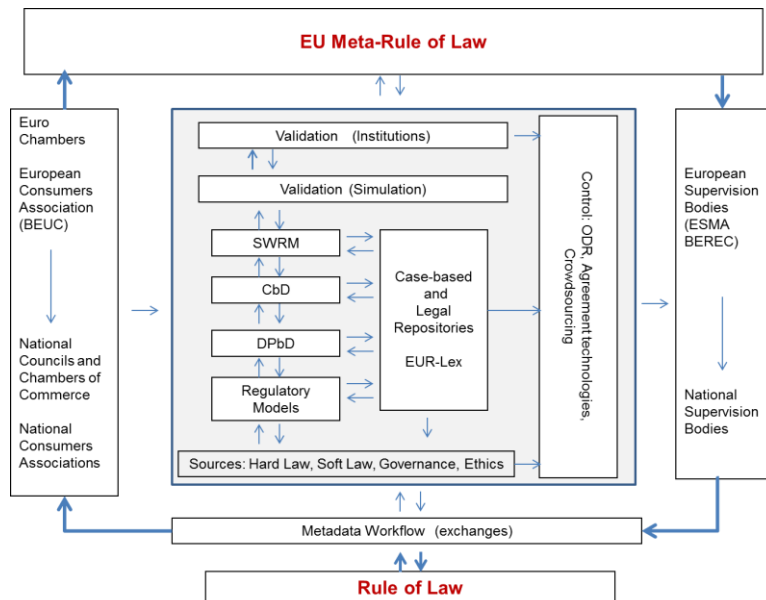 EU Meta-Rule of Law
Euro
Chambers
European
Consumers
Association
(BEUC)
National
Councils and
Chambers of
Commerce
National
Consumers
Associations
Validation (Institutions)
Validation (Simulation)
SWRM
CbD
DPbD
Regulatory
Models
Case-based
and
Legal
Repositories
EUR-Lex
Sources: Hard Law, Soft Law, Governance, Ethics
Control: ODR, Agreement technologies,
Crowdsourcing
European
Supervision
Bodies
(ESMA
BEREC)
National
Supervision
Bodies
Metadata Workflow (exchanges)
Rule of Law